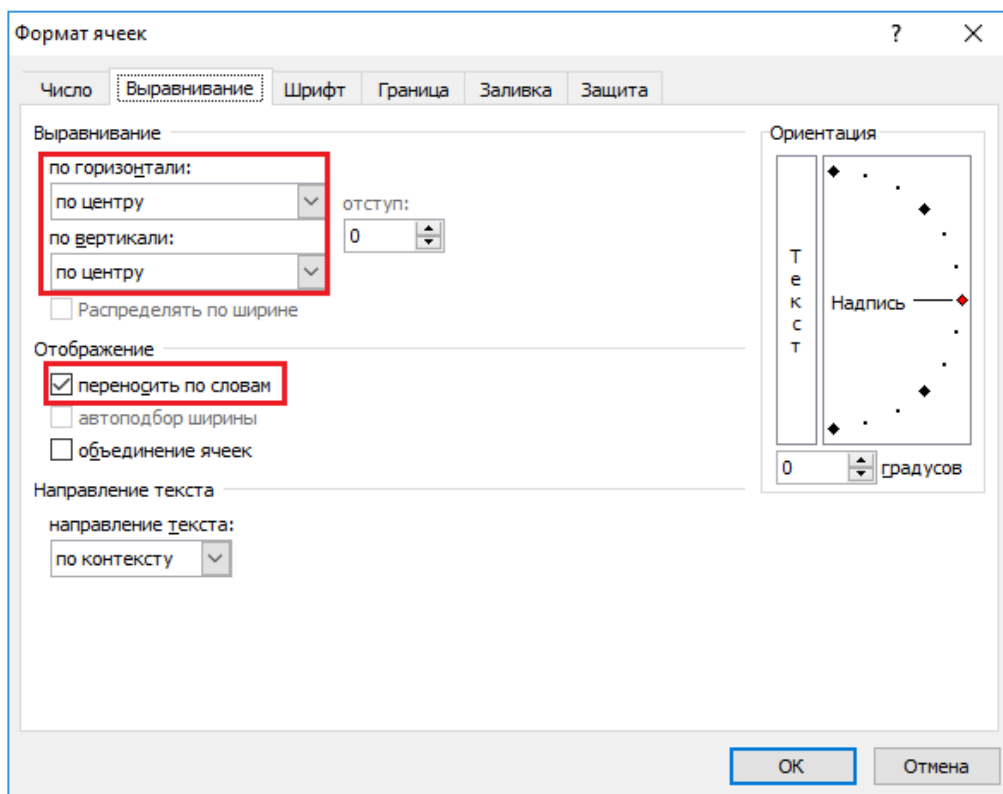 Формат ячеек
?
Число Выравнивание Шрифт Граница Заливка Защита
Выравнивание
по горизонтали:
по центру
отступ:
0
по вертикали:
по центру
Распределять по ширине
Отображение
переносить по словам
автоподбор ширины
объединение ячеек
Направление текста
направление текста:
по контексту
Ориентация
Текст
Надпись
0 градусов
ОК Отмена